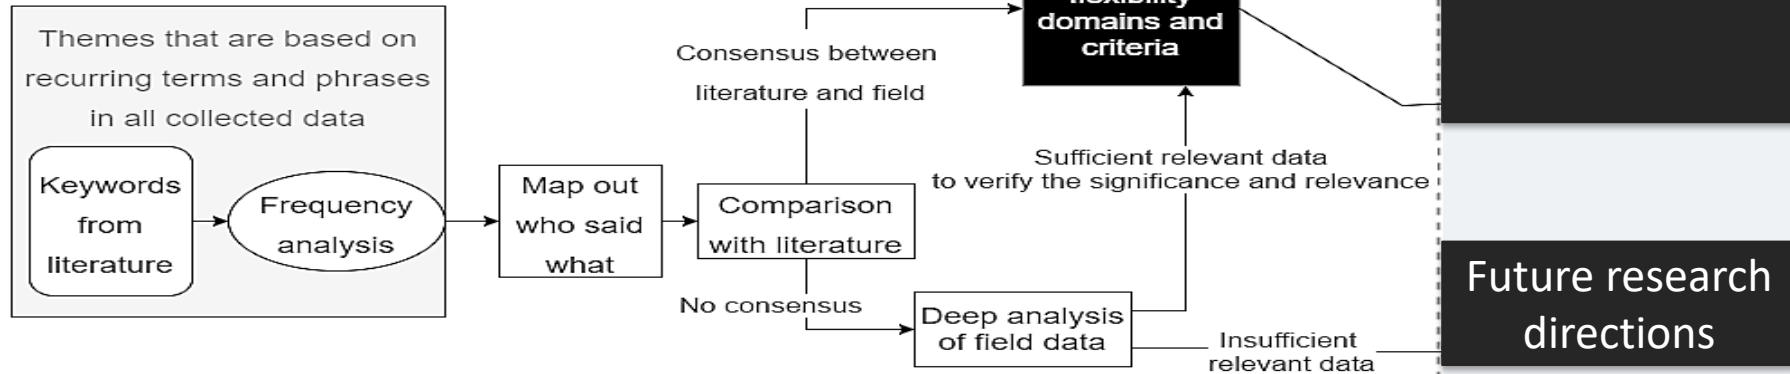 Themes that are based on
recurring terms and phrases
in all collected data
Keywords
from
literature
Frequency
analysis
Map out
who said
what
Comparison
with literature
Consensus between
literature and field
No consensus
Deep analysis
of field data
flexibility
domains and
criteria
Sufficient relevant data
to verify the significance and relevance
Insufficient
relevant data
Future research
directions